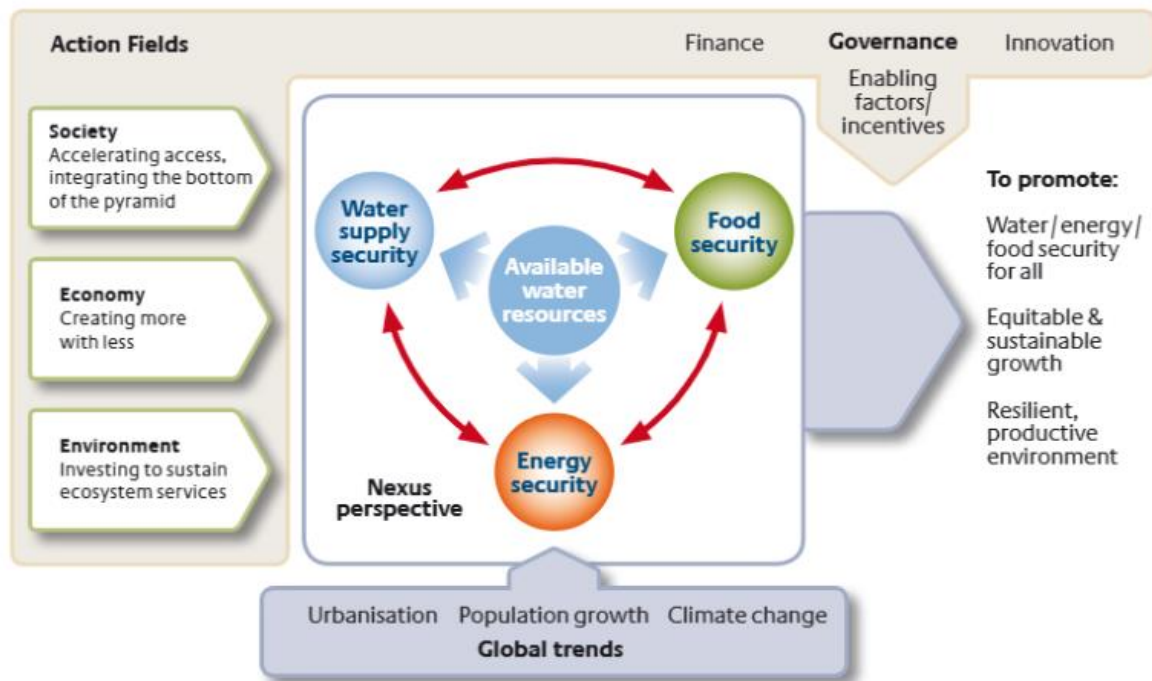 Action Fields
Finance
Governance
Innovation
Enabling
factors/
incentives
Society
Accelerating access,
integrating the bottom
of the pyramid
Economy
Creating more
with less
Environment
Investing to sustain
ecosystem services
Water
supply
security
Food
security
Available
water
resources
Energy
security
Nexus
perspective
To promote:
Water/energy/
food security
for all
Equitable &
sustainable
growth
Resilient,
productive
environment
Urbanisation
Population growth
Climate change
Global trends